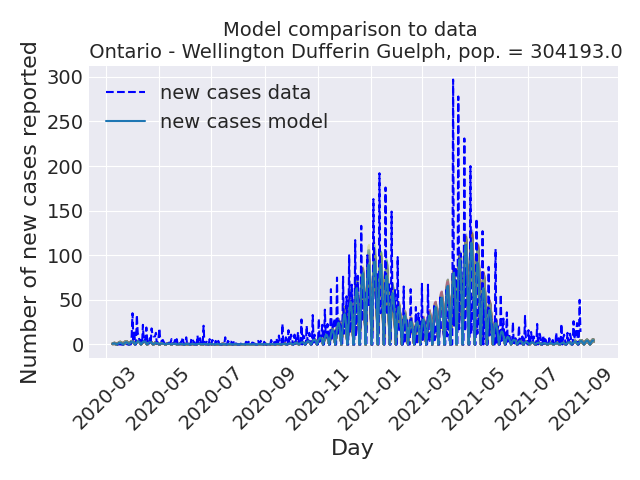 Model comparison to data
Ontario - Wellington Dufferin Guelph, pop. = 304193.0
Number of new cases reported
300
250
200
150
100
50
0
new cases data
new cases model
2020-03
2020-05
2020-07
2020-09
2020-11
2021-01
2021-03
2021-05
2021-07
2021-09
Day